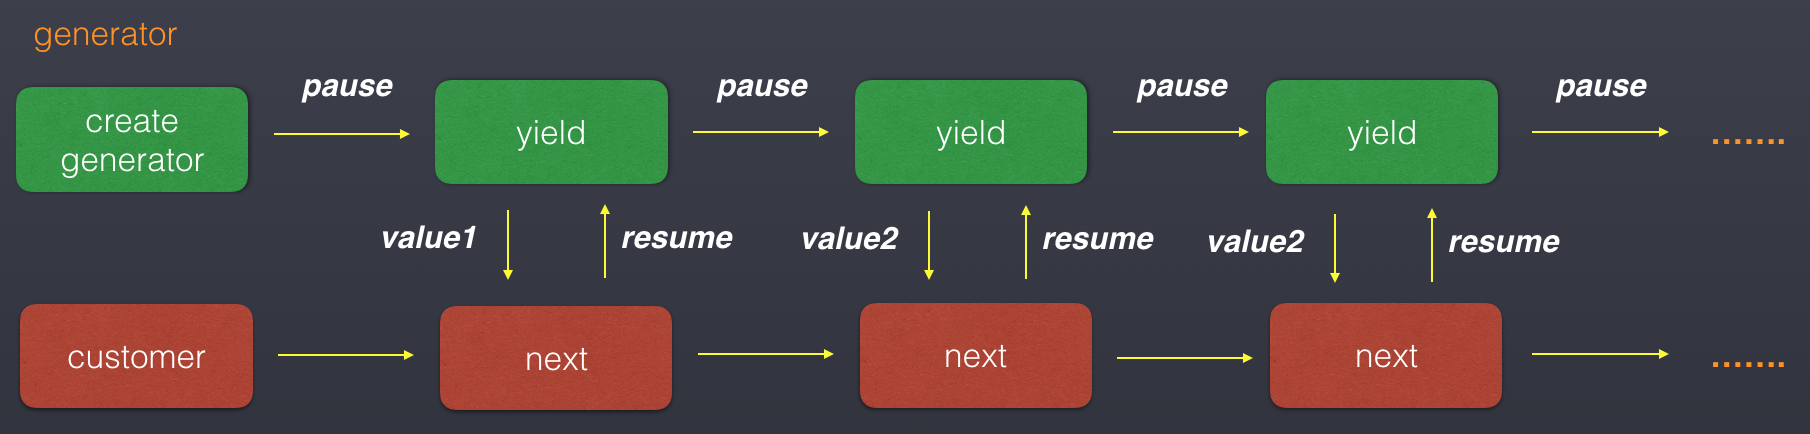 generator
create
generator
pause
yield
pause
yield
pause
yield
pause
.......
value1
resume
value2
resume
value2
resume
customer
next
next
next
.......